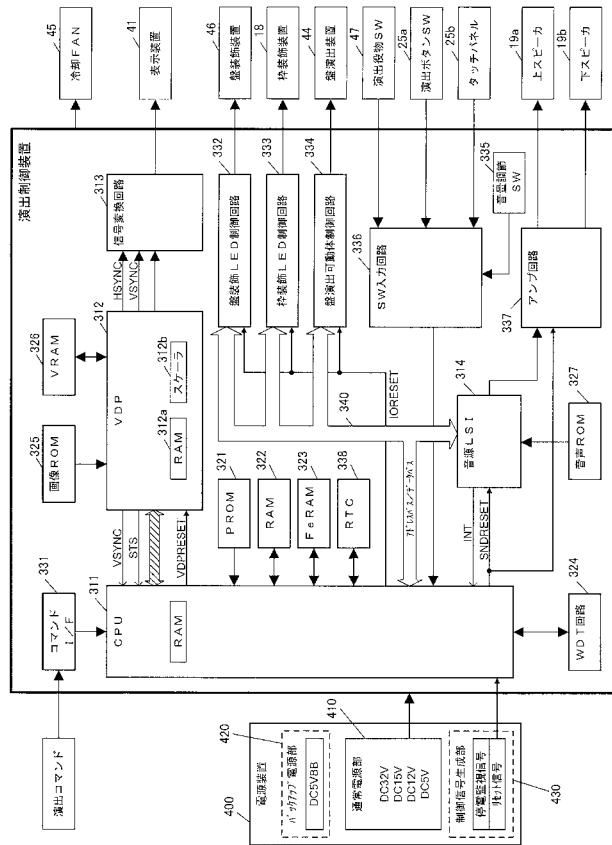 演出制御装置
冷却FAN
45
表示装置
41
盤装飾装置
46
枠装飾装置
18
盤演出装置
44
演出役物SW
47
演出ボタンSW
25a
タッチパネル
25b
上スピーカ
19a
下スピーカ
19b
信号変換回路
313
HSYNC
VSYNC
盤装飾LED制御回路
332
枠装飾LED制御回路
333
盤演出可動体制御回路
334
音量調節
SW
335
SW入力回路
336
アンプ回路
337
VRAM
326
画像ROM
325
VDP
312
RAM
312a
スケーラ
312b
IORESET
340
音源LSI
314
音声ROM
327
VSYNC
STS
VDPRESET
PROM
321
RAM
322
FeRAM
323
RTC
338
アドレスバス/データバス
INT
SNDRESET
コマンド
I/F
331
CPU
311
RAM
WDT回路
324
演出コマンド
電源装置
400
バックアップ電源部
420
DC5VBB
通常電源部
410
DC32V
DC15V
DC12V
DC5V
制御信号生成部
430
停電監視信号
リセット信号